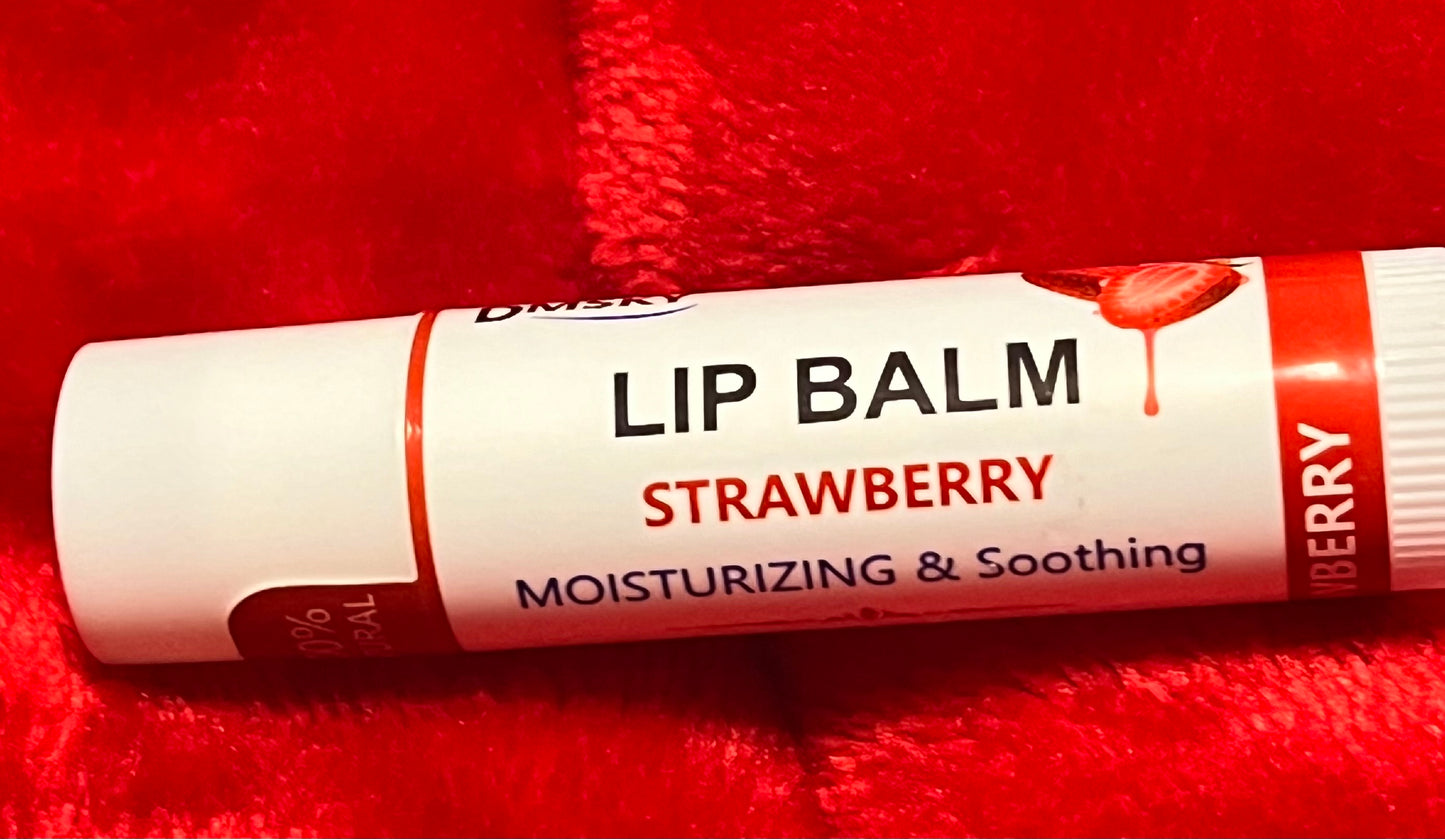 DMSKY
LIP BALM
STRAWBERRY
MOISTURIZING & Soothing